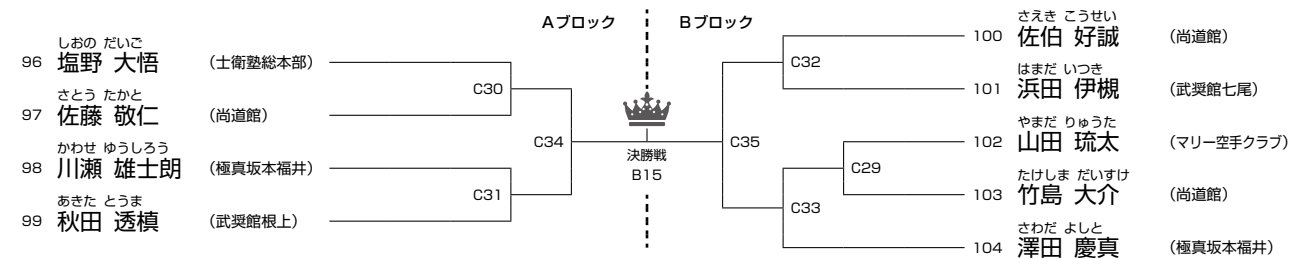 Aブロック
Bブロック
しおの だいご
96 塩野 大悟 （士衛塾総本部）
さとう たかと
97 佐藤 敬仁 （尚道館）
かわせ ゆうしろう
98 川瀬 雄士朗 （極真坂本福井）
あきた とうま
99 秋田 透槙 （武奨館根上）
C30
C31
C34
決勝戦
B15
C35
C32
C33
C29
さえき こうせい
100 佐伯 好誠 （尚道館）
はまだ いつき
101 浜田 伊槻 （武奨館七尾）
やまだ りゅうた
102 山田 琉太 （マリー空手クラブ）
たけしま だいすけ
103 竹島 大介 （尚道館）
さわだ よしと
104 澤田 慶真 （極真坂本福井）